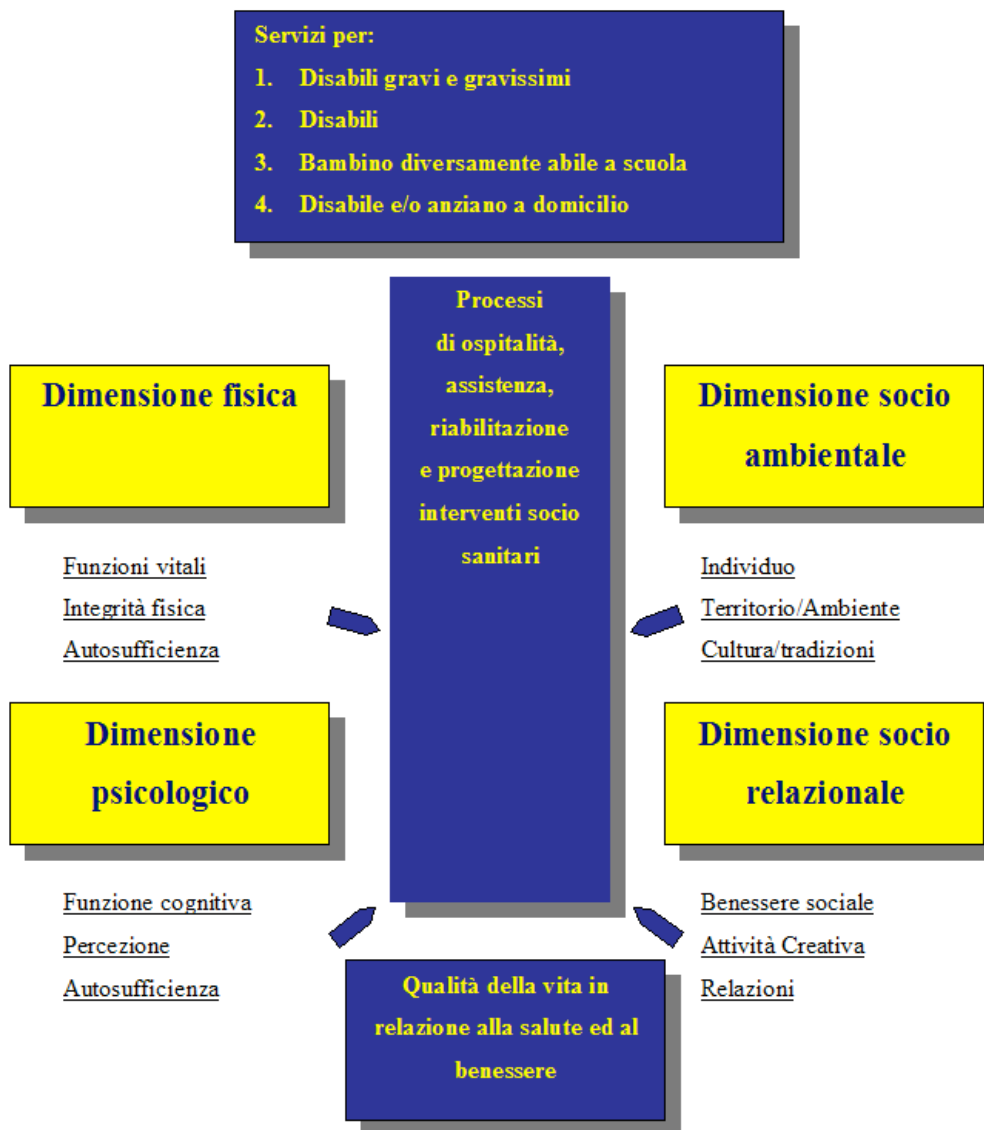 Servizi per:
1. Disabili gravi e gravissimi
2. Disabili
3. Bambino diversamente abile a scuola
4. Disabile e/o anziano a domicilio
Processi
di ospitalità,
assistenza,
riabilitazione
e progettazione
interventi socio
sanitari
Dimensione fisica
Funzioni vitali
Integrità fisica
Autosufficienza
Dimensione socio
ambientale
Individuo
Territorio/Ambiente
Cultura/tradizioni
Dimensione
psicologico
Funzione cognitiva
Percezione
Autosufficienza
Dimensione socio
relazionale
Benessere sociale
Attività Creativa
Relazioni
Qualità della vita in
relazione alla salute ed al
benessere